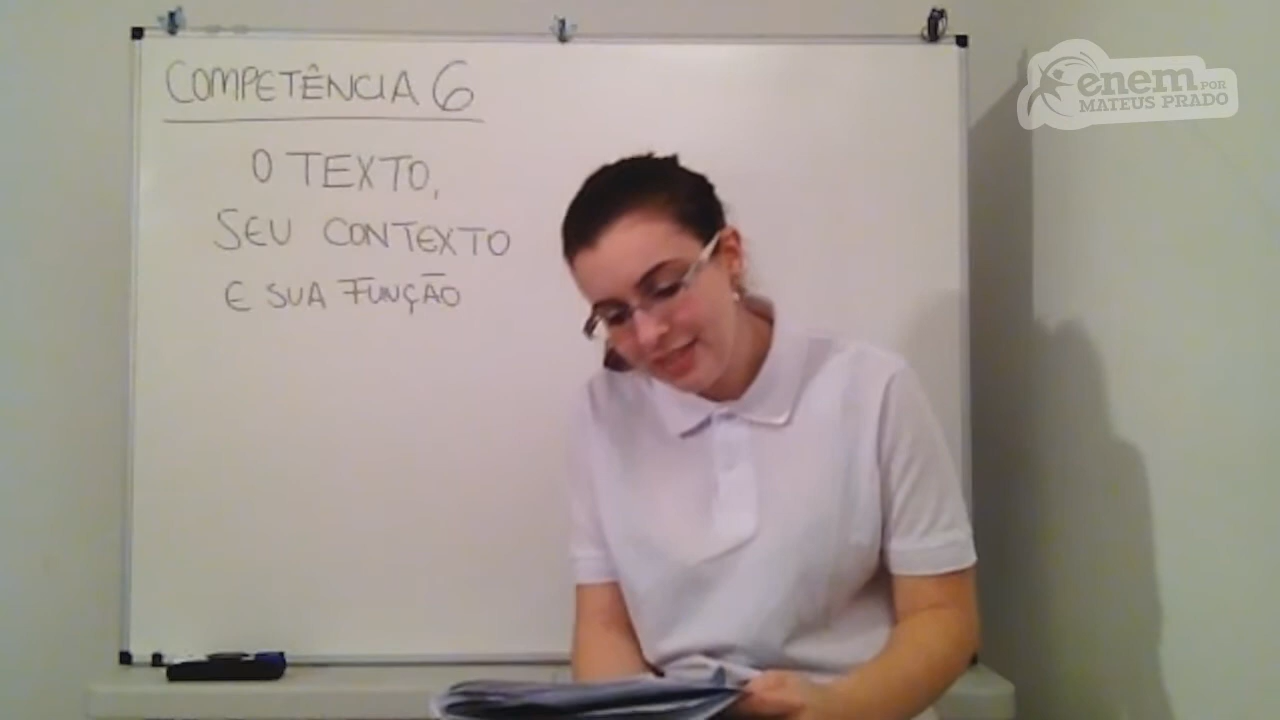 COMPETÊNCIA 6
O TEXTO,
SEU CONTEXTO
E SUA FUNÇÃO
enem POR
MATEUS PRADO